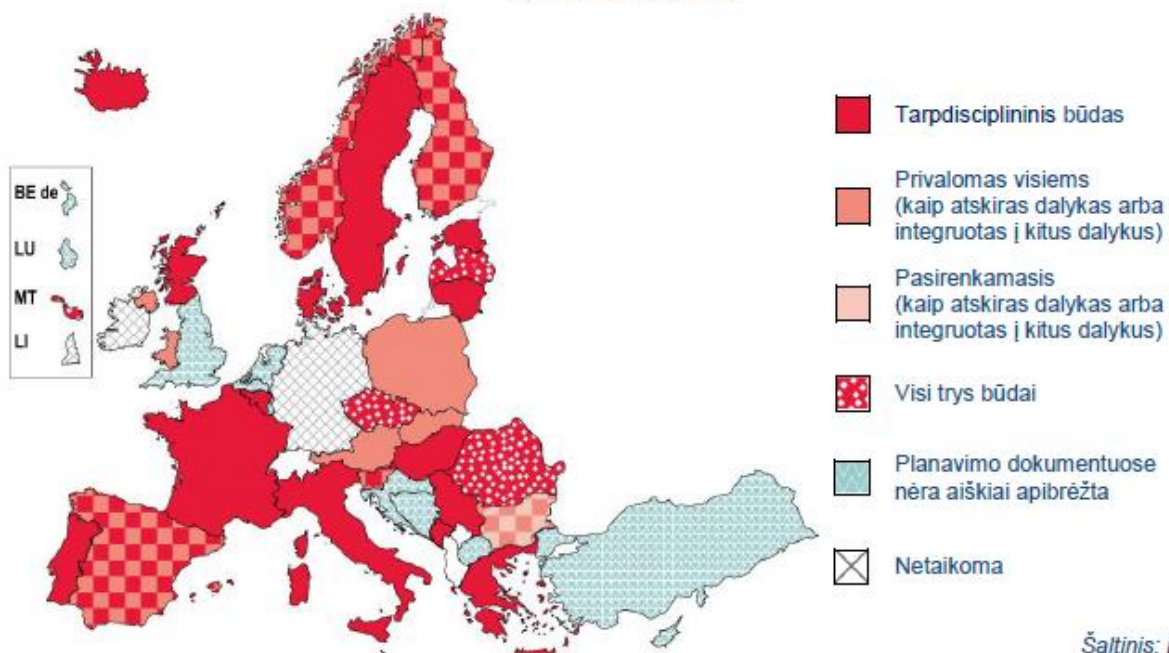 BE de
LU
MT
LI
Tarpdisciplininis būdas
Privalomas visiems
(kaip atskiras dalykas arba
integruotas į kitus dalykus)
Pasirenkamasis
(kaip atskiras dalykas arba
integruotas į kitus dalykus)
Visi trys būdai
Planavimo dokumentuose
nėra aiškiai apibrėžta
Netaikoma
Šaltinis: